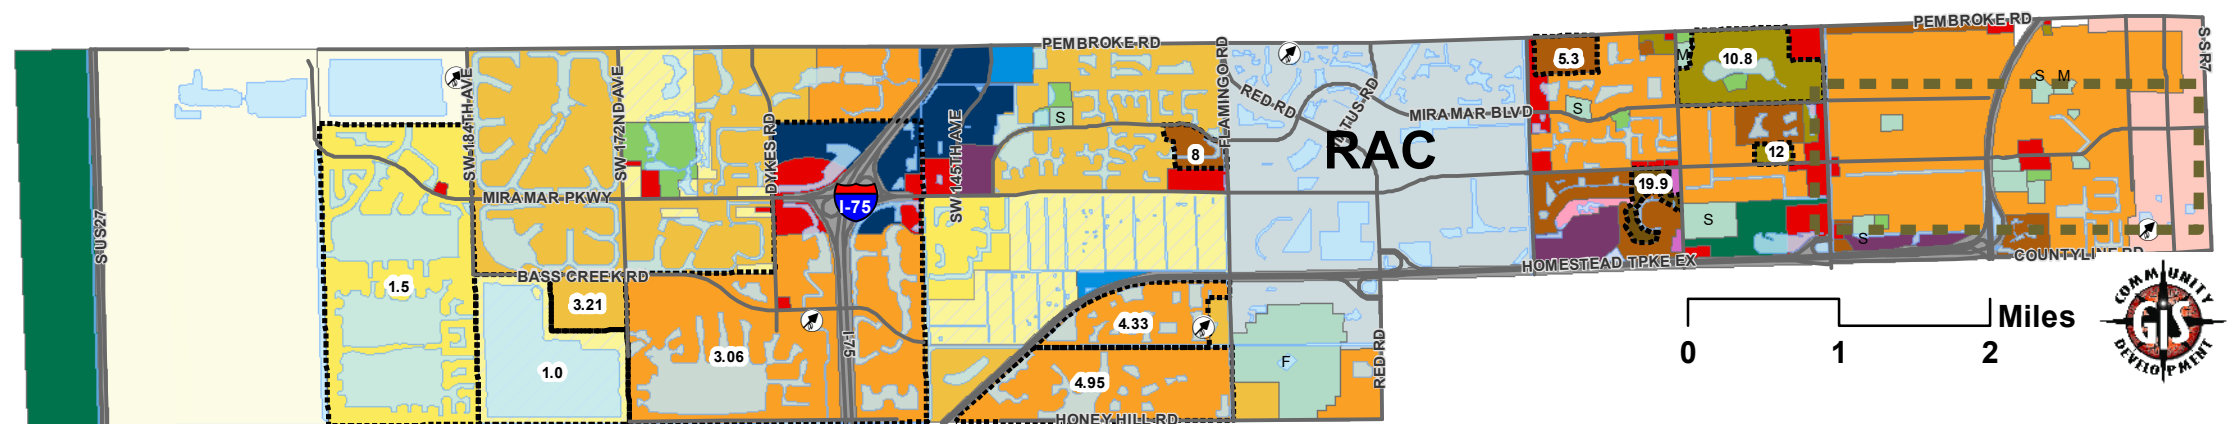 PEMBROKE RD
PEMBROKE RD
S SR7
SW 184TH AVE
SW 172ND AVE
DYKES RD
SW 145TH AVE
FLAMINGO RD
RED RD
MIRAMAR BLVD
RAC
5.3
M
10.8
S M
S
S
8
12
19.9
MIRAMAR PKWY
I-75
S
S
S US27
BASS CREEK RD
HOMESTEAD TPKE EX
COUNTYLINE RD
1.5
3.21
4.33
3.06
I-75
1.0
4.95
F
RED RD
HONEY HILL RD
0 1 2 Miles
COMMUNITY
GIS
DEVELOPMENT